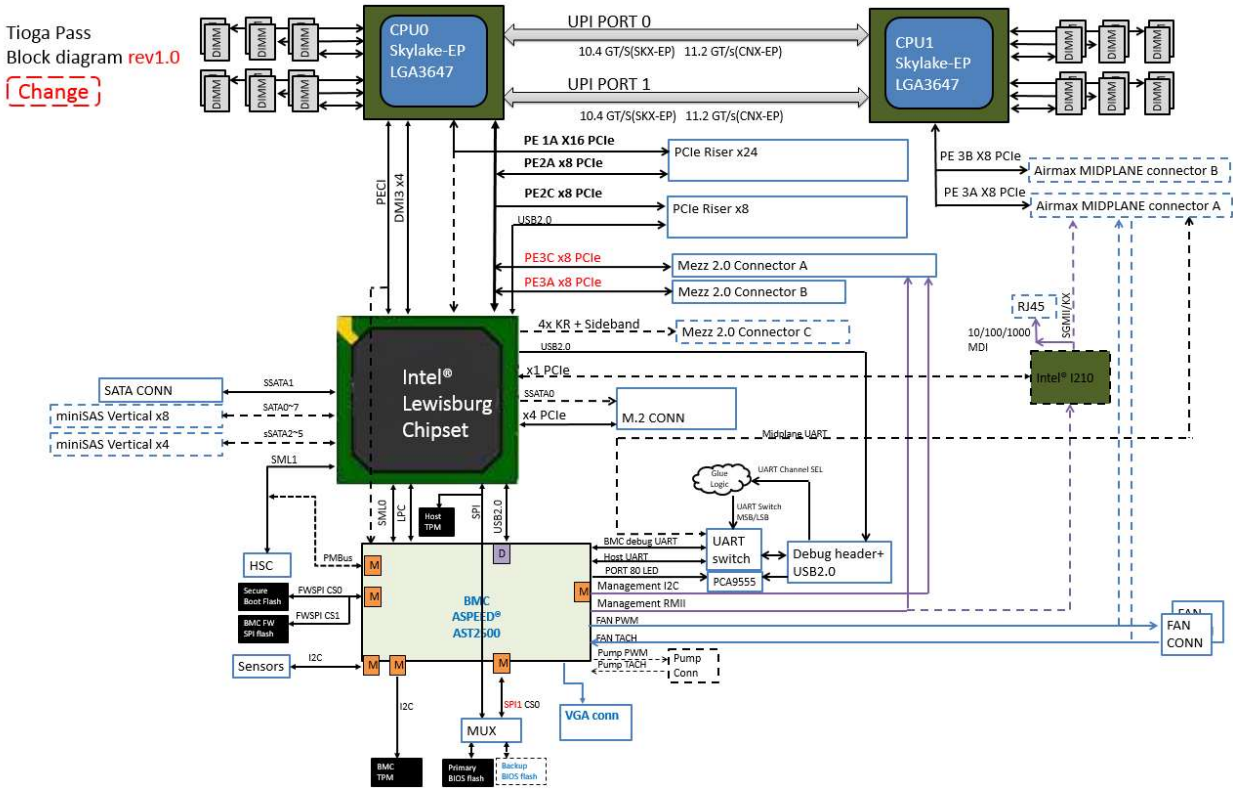 Tioga Pass
Block diagram rev1.0
Change
DIMM
DIMM
DIMM
DIMM
DIMM
DIMM
CPU0
Skylake-EP
LGA3647
UPI PORT 0
10.4 GT/S(SKX-EP) 11.2 GT/s(CNX-EP)
UPI PORT 1
10.4 GT/S(SKX-EP) 11.2 GT/s(CNX-EP)
CPU1
Skylake-EP
LGA3647
DIMM
DIMM
DIMM
DIMM
DIMM
DIMM
PECI
DMI3 x4
PE 1A X16 PCIe
PE2A x8 PCIe
PCIe Riser x24
PE2C x8 PCIe
USB2.0
PCIe Riser x8
PE3C x8 PCIe
Mezz 2.0 Connector A
PE3A x8 PCIe
Mezz 2.0 Connector B
PE 3B X8 PCIe
Airmax MIDPLANE connector B
PE 3A X8 PCIe
Airmax MIDPLANE connector A
4x KR + Sideband
Mezz 2.0 Connector C
USB2.0
x1 PCIe
SSATA0
x4 PCIe
M.2 CONN
RJ45
10/100/1000
MDI
SGMII/KX
Intel® I210
Intel®
Lewisburg
Chipset
SATA CONN
SSATA1
miniSAS Vertical x8
SATA0~7
miniSAS Vertical x4
sSATA2~5
SML1
Midplane UART
Glue
Logic
UART Channel SEL
UART Switch
MSB/LSB
SML0
LPC
Host
TPM
SPI
USB2.0
HSC
PMBus
M
D
BMC debug UART
Host UART
PORT 80 LED
UART
switch
PCA9555
Debug header+
USB2.0
Secure
Boot Flash
FWSPI CS0
M
FWSPI CS1
BMC FW
SPI flash
BMC
ASPEED®
AST2500
M
Management I2C
Management RMII
FAN PWM
FAN TACH
FAN
FAN
CONN
Sensors
I2C
M
M
M
Pump PWM
Pump TACH
Pump
Conn
I2C
SPI1 CS0
VGA conn
MUX
BMC
TPM
Primary
BIOS flash
Backup
BIOS flash